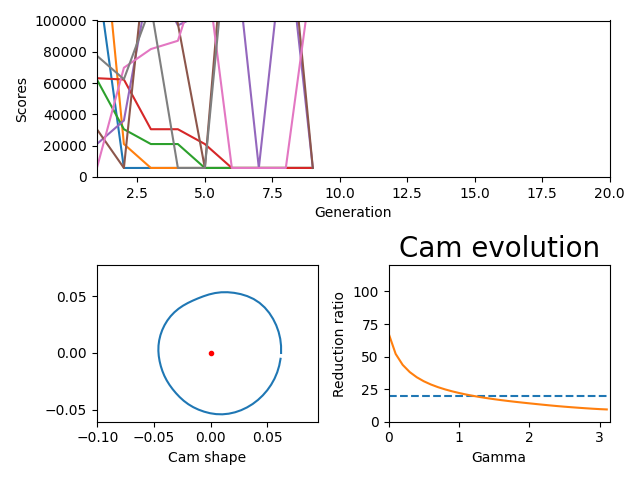 100000
80000
60000
40000
20000
0
Scores
2.5 5.0 7.5 10.0 12.5 15.0 17.5 20.0
Generation
Cam evolution
0.05
0.00
−0.05
−0.10 −0.05 0.00 0.05
Cam shape
100
75
50
25
0
Reduction ratio
0 1 2 3
Gamma